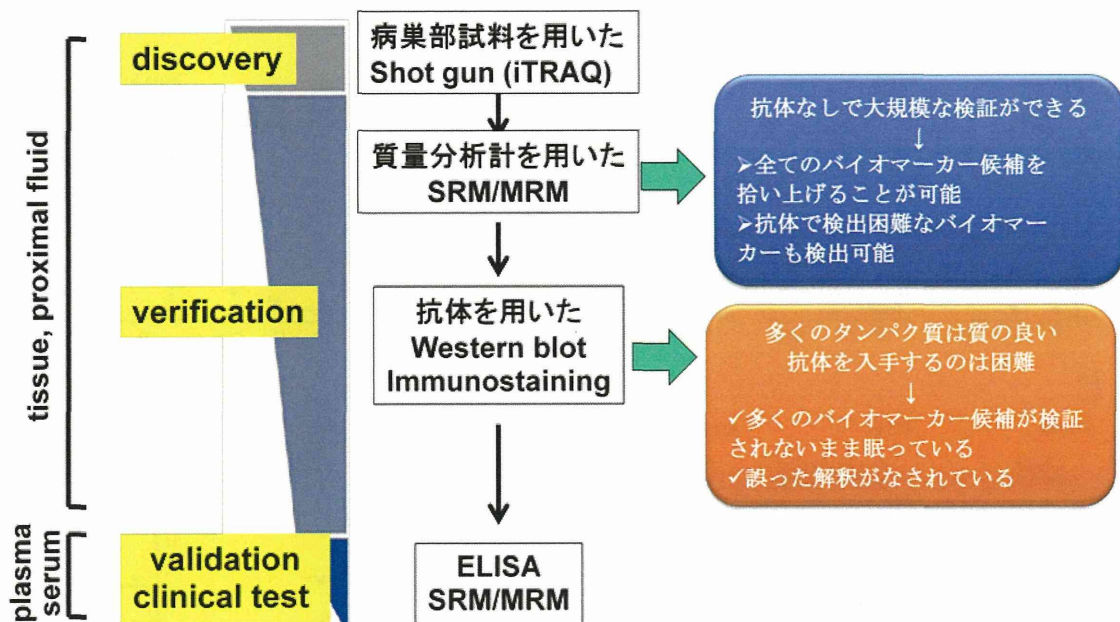 tissue, proximal fluid
plasma
serum
discovery
verification
validation
clinical test
病巣部試料を用いた
Shot gun (iTRAQ)
質量分析計を用いた
SRM/MRM
抗体を用いた
Western blot
Immunostaining
ELISA
SRM/MRM
抗体なしで大規模な検証ができる
↓
➢全てのバイオマーカー候補を
拾い上げることが可能
➢抗体で検出困難なバイオマー
カーも検出可能
多くのタンパク質は質の良い
抗体を入手するのは困難
↓
✓多くのバイオマーカー候補が検証
されないまま眠っている
✓誤った解釈がなされている